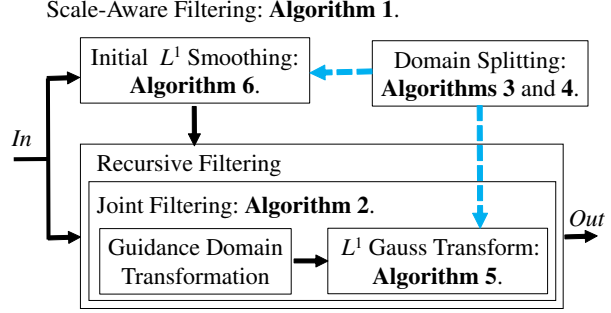 Scale-Aware Filtering: Algorithm 1.
Initial L¹ Smoothing:
Algorithm 6.
Domain Splitting:
Algorithms 3 and 4.
In
Recursive Filtering
Joint Filtering: Algorithm 2.
Out
Guidance Domain
Transformation
L¹ Gauss Transform:
Algorithm 5.